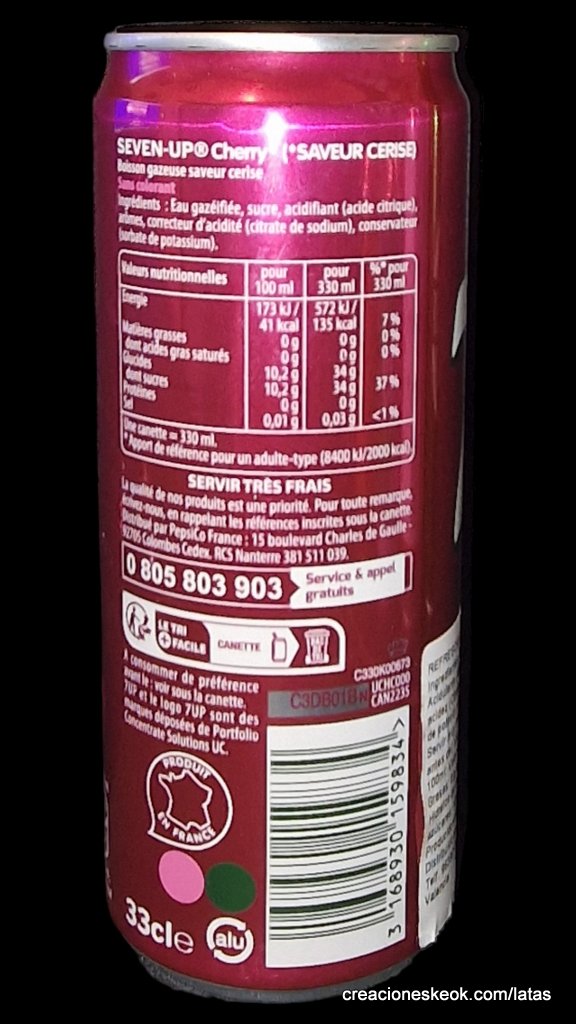 SEVEN-UP® Cherry* (*SAVEUR CERISE)
Boisson gazeuse saveur cerise
Sans colorant
Ingrédients : Eau gazéifiée, sucre, acidifiant (acide citrique),
arômes, correcteur d'acidité (citrate de sodium), conservateur
(sorbate de potassium).
Valeurs nutritionnelles pour 100 ml pour 330 ml %* pour 330 ml
Énergie 173 kJ / 41 kcal 572 kJ / 135 kcal 7 %
Matières grasses 0 g 0 g 0 %
dont acides gras saturés 0 g 0 g 0 %
Glucides 10,2 g 34 g
dont sucres 10,2 g 34 g 37 %
Protéines 0 g 0 g
Sel 0,01 g 0,03 g <1 %
Une canette = 330 ml.
*Apport de référence pour un adulte-type (8400 kJ/2000 kcal).
SERVIR TRÈS FRAIS
La qualité de nos produits est une priorité. Pour toute remarque,
écrivez-nous, en rappelant les références inscrites sous la canette.
Distribué par PepsiCo France : 15 boulevard Charles de Gaulle -
92705 Colombes Cedex. RCS Nanterre 381 511 039.
0 805 803 903 Service & appel
gratuits
LE TRI
+ FACILE
CANETTE
BAC
DE
TRI
À consommer de préférence
avant le : voir sous la canette.
7UP et le logo 7UP sont des
marques déposées de Portfolio
Concentrate Solutions UC.
C330K00673
UCHC000
CAN2235
C3DB01B-N
PRODUIT
EN FRANCE
3 168930 159834 >
33cl e
alu
creacioneskeok.com/latas